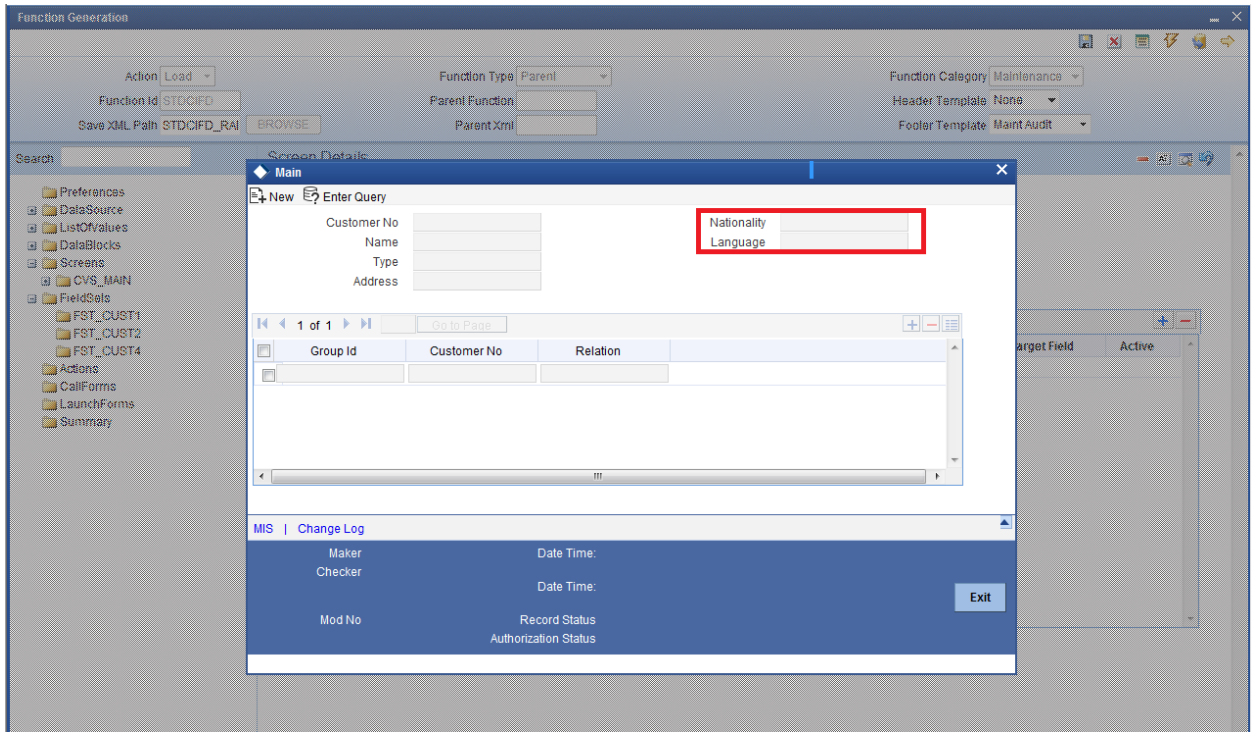 Function Generation
Action Load Function Type Parent Function Category Maintenance
Function Id STDCIFD Parent Function Header Template None
Save XML Path STDCIFD_RAI BROWSE Parent Xml Footer Template Maint Audit
Search
Screen Details
Preferences
DataSource
ListOfValues
DataBlocks
Screens
CVS_MAIN
FieldSets
FST_CUST1
FST_CUST2
FST_CUST4
Actions
CallForms
LaunchForms
Summary
Main
New Enter Query
Customer No Nationality
Name Language
Type
Address
1 of 1 Go to Page
Group Id Customer No Relation
arget Field Active
MIS | Change Log
Maker Date Time:
Checker
Date Time:
Exit
Mod No Record Status
Authorization Status